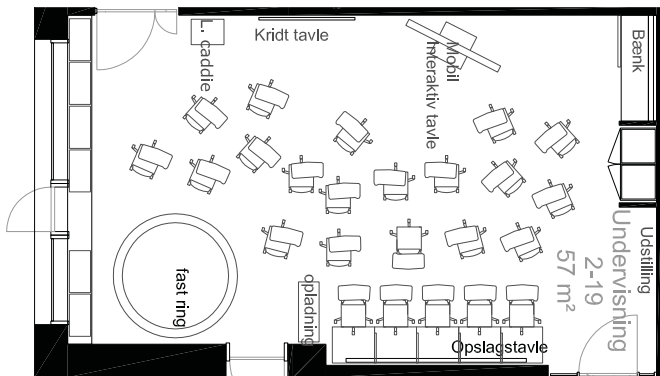 L. caddie
Kridt tavle
Mobil
Interaktiv tavle
Bænk
Udstilling
Undervisning
2-19
57 m²
fast ring
opladning
Opslagstavle